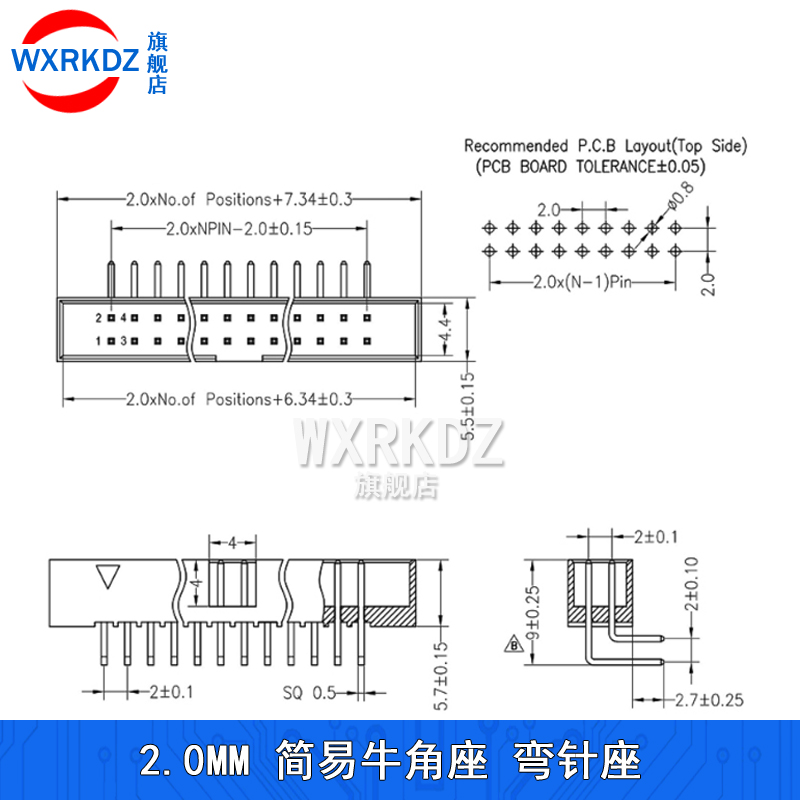 WXRKDZ
旗舰店
Recommended P.C.B Layout(Top Side)
(PCB BOARD TOLERANCE±0.05)
2.0xNo.of Positions+7.34±0.3
2.0xNPIN-2.0±0.15
2.0
ø0.8
2.0x(N-1)Pin
2.0
2 4
1 3
4.4
5.5±0.15
2.0xNo.of Positions+6.34±0.3
WXRKDZ
旗舰店
4
4
2±0.1
SQ 0.5
5.7±0.15
2±0.1
9±0.25
B
2±0.10
2.7±0.25
2.0MM 简易牛角座 弯针座